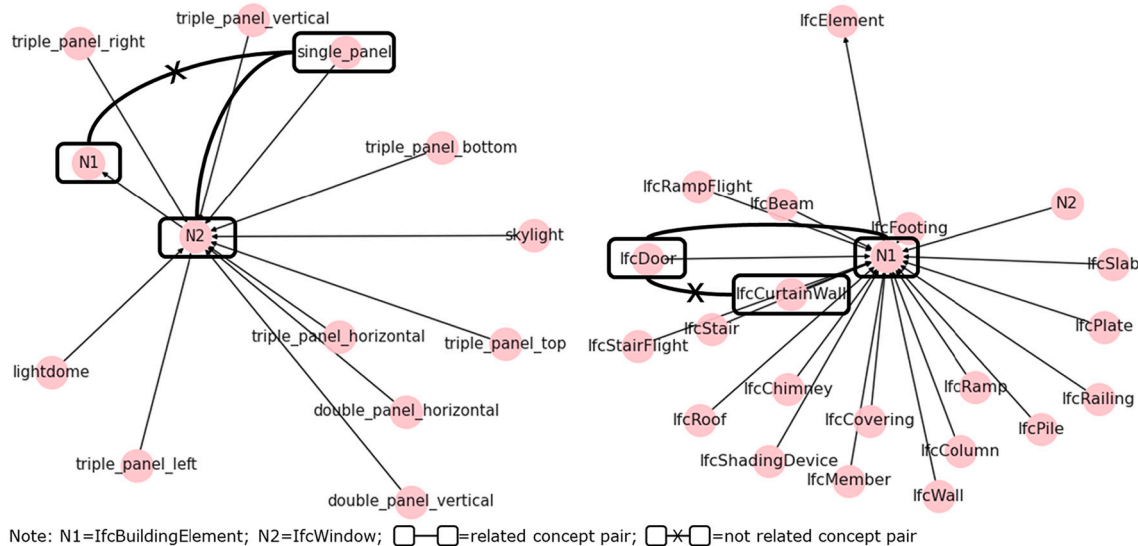 triple_panel_vertical
triple_panel_right
single_panel
X
N1
triple_panel_bottom
N2
skylight
triple_panel_horizontal
triple_panel_top
lightdome
double_panel_horizontal
triple_panel_left
double_panel_vertical
IfcElement
IfcRampFlight
IfcBeam
N2
IfcFooting
IfcDoor
N1
IfcSlab
X
IfcCurtainWall
IfcStair
IfcPlate
IfcStairFlight
IfcChimney
IfcRamp
IfcRailing
IfcRoof
IfcCovering
IfcPile
IfcShadingDevice
IfcColumn
IfcMember
IfcWall
Note: N1=IfcBuildingElement; N2=IfcWindow; =related concept pair; X =not related concept pair